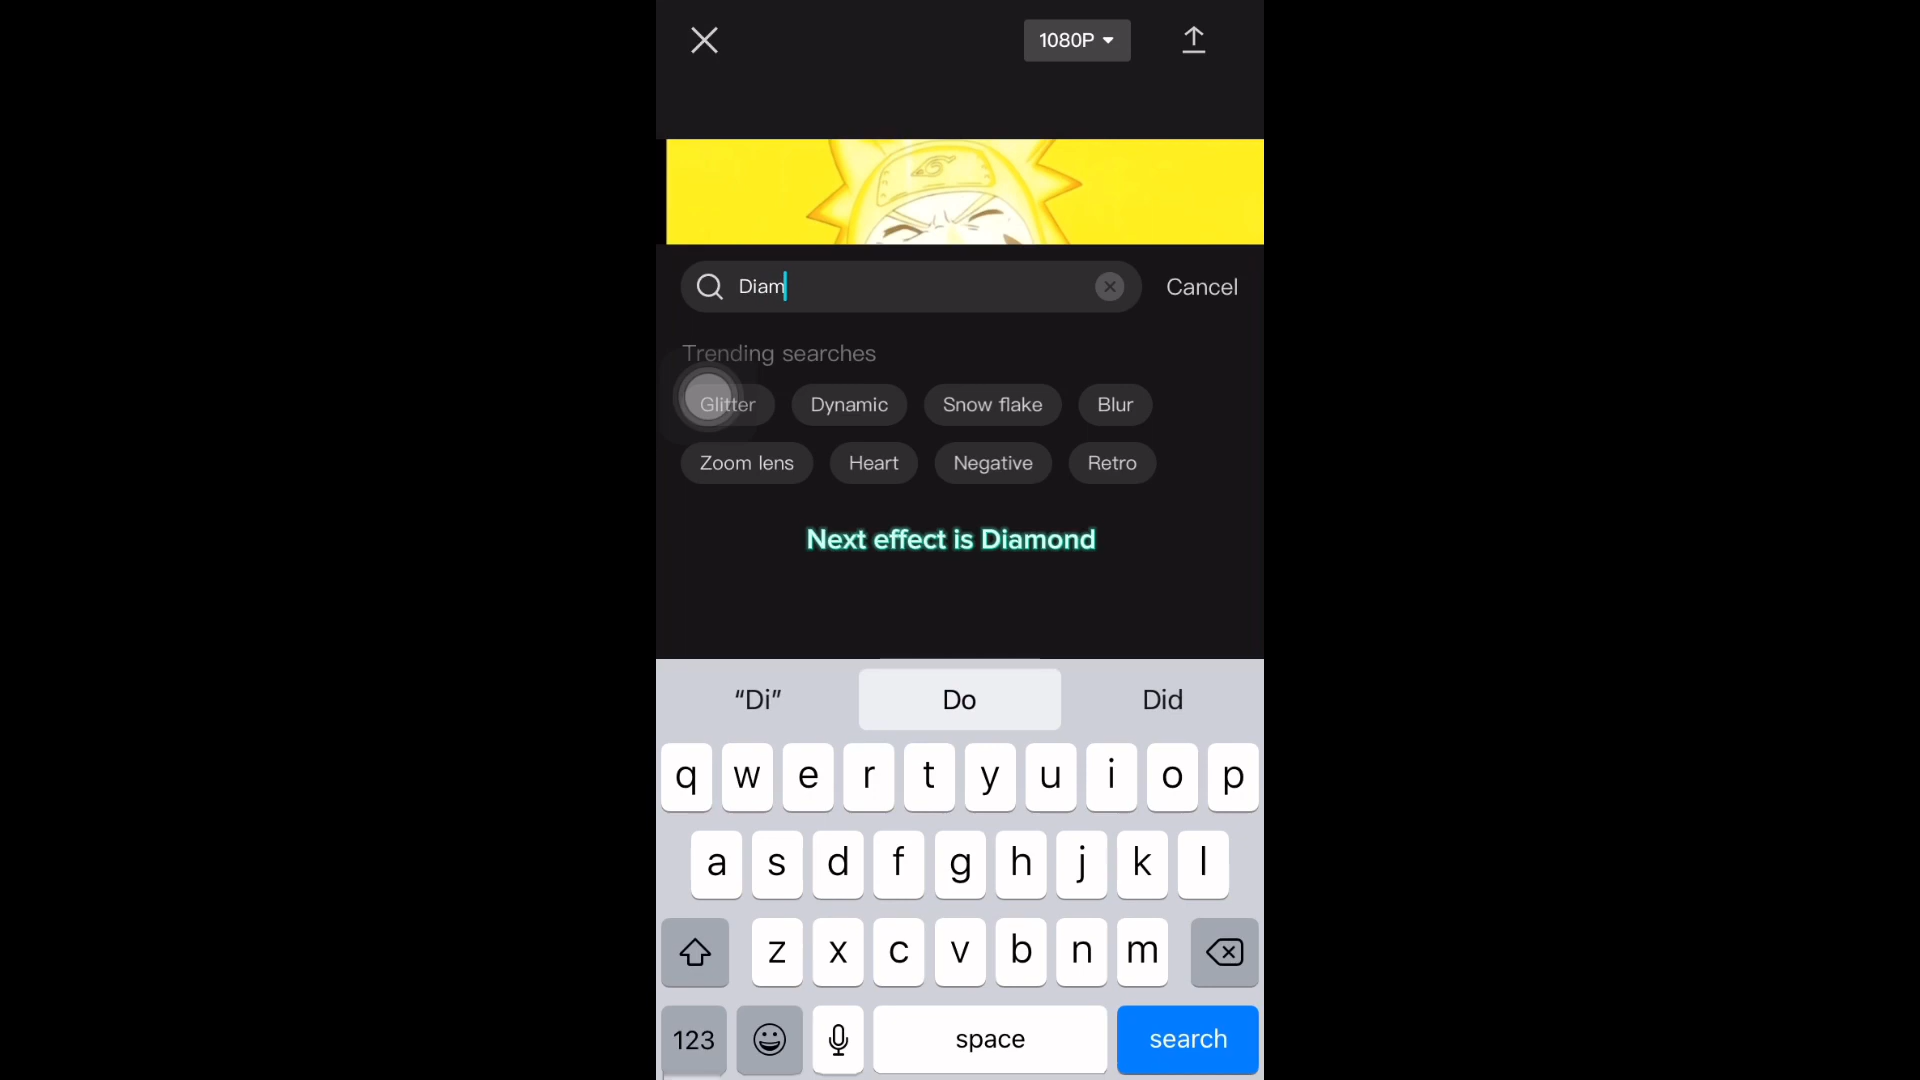 1080P
Diam
Cancel
Trending searches
Glitter Dynamic Snow flake Blur
Zoom lens Heart Negative Retro
Next effect is Diamond
“Di” Do Did
q w e r t y u i o p
a s d f g h j k l
z x c v b n m
123 space search